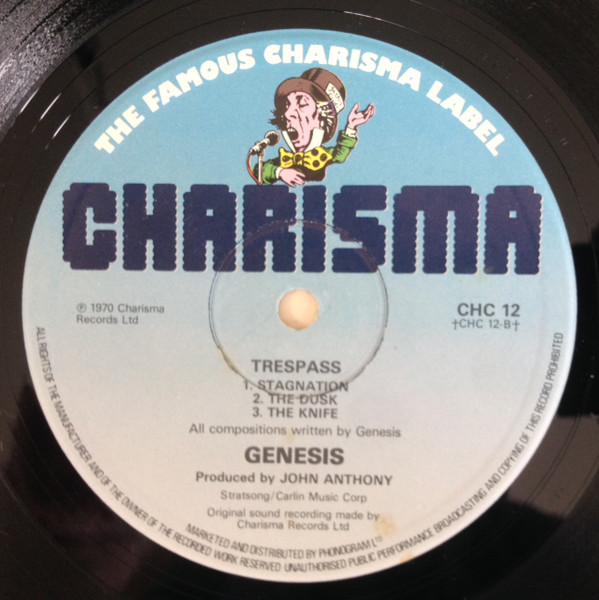 THE FAMOUS CHARISMA LABEL
CHARISMA
℗ 1970 Charisma
Records Ltd
CHC 12
†CHC 12-B†
TRESPASS
1. STAGNATION
2. THE DUSK
3. THE KNIFE
All compositions written by Genesis
GENESIS
Produced by JOHN ANTHONY
Stratsong/Carlin Music Corp
Original sound recording made by
Charisma Records Ltd
ALL RIGHTS OF THE MANUFACTURER AND OF THE OWNER OF THE RECORDED WORK RESERVED UNAUTHORISED PUBLIC PERFORMANCE BROADCASTING AND COPYING OF THIS RECORD PROHIBITED
MARKETED AND DISTRIBUTED BY PHONOGRAM LTD